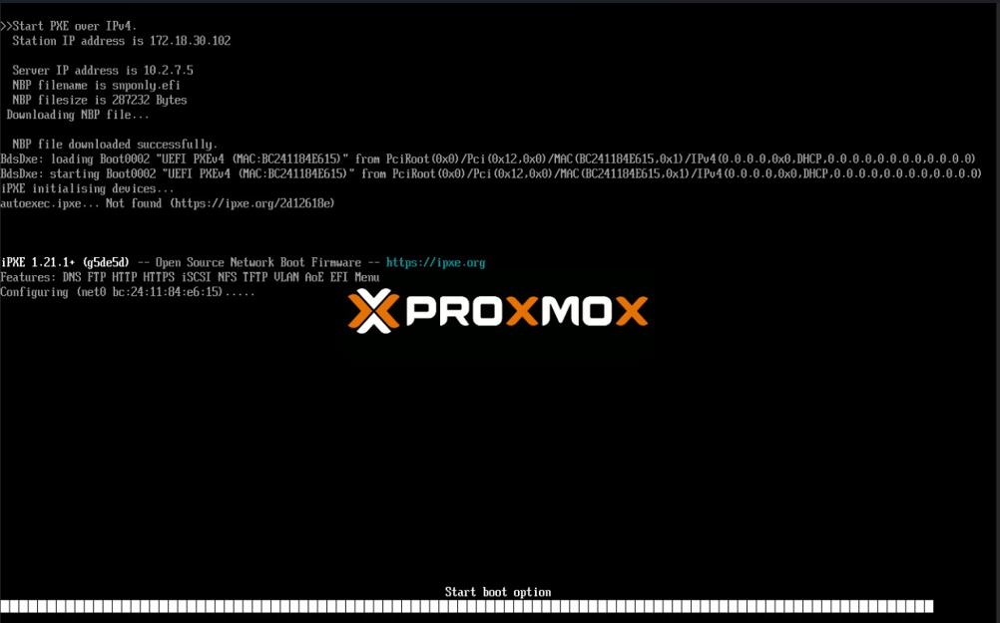 >>Start PXE over IPv4.
Station IP address is 172.18.30.102
Server IP address is 10.2.7.5
NBP filename is snponly.efi
NBP filesize is 287232 Bytes
Downloading NBP file...
NBP file downloaded successfully.
BdsDxe: loading Boot0002 "UEFI PXEv4 (MAC:BC241184E615)" from PciRoot(0x0)/Pci(0x12,0x0)/MAC(BC241184E615,0x1)/IPv4(0.0.0.0,0x0,DHCP,0.0.0.0,0.0.0.0,0.0.0.0)
BdsDxe: starting Boot0002 "UEFI PXEv4 (MAC:BC241184E615)" from PciRoot(0x0)/Pci(0x12,0x0)/MAC(BC241184E615,0x1)/IPv4(0.0.0.0,0x0,DHCP,0.0.0.0,0.0.0.0,0.0.0.0)
iPXE initialising devices...
autoexec.ipxe... Not found (https://ipxe.org/2d12618e)
iPXE 1.21.1+ (g5de5d) -- Open Source Network Boot Firmware -- https://ipxe.org
Features: DNS FTP HTTP HTTPS iSCSI NFS TFTP VLAN AoE EFI Menu
Configuring (net0 bc:24:11:84:e6:15).....
PROXMOX
Start boot option